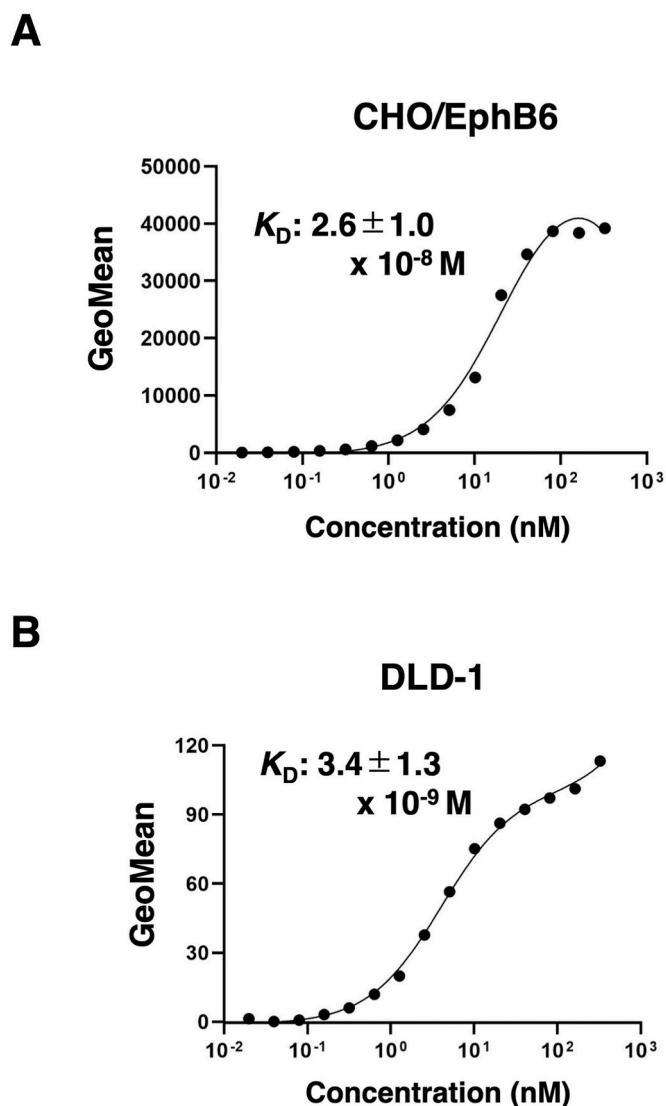 A
CHO/EphB6
50000
40000
30000
20000
10000
0
K_D: 2.6 ± 1.0
x 10⁻⁸ M
GeoMean
10⁻² 10⁻¹ 10⁰ 10¹ 10² 10³
Concentration (nM)
B
DLD-1
120
90
60
30
0
K_D: 3.4 ± 1.3
x 10⁻⁹ M
GeoMean
10⁻² 10⁻¹ 10⁰ 10¹ 10² 10³
Concentration (nM)